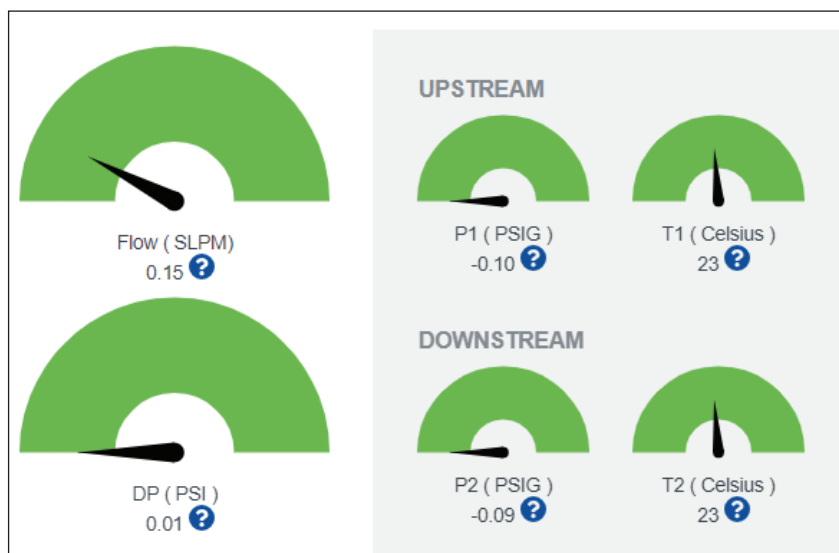 Flow ( SLPM)
0.15 ?
DP ( PSI )
0.01 ?
UPSTREAM
P1 ( PSIG )
-0.10 ?
T1 ( Celsius )
23 ?
DOWNSTREAM
P2 ( PSIG )
-0.09 ?
T2 ( Celsius )
23 ?